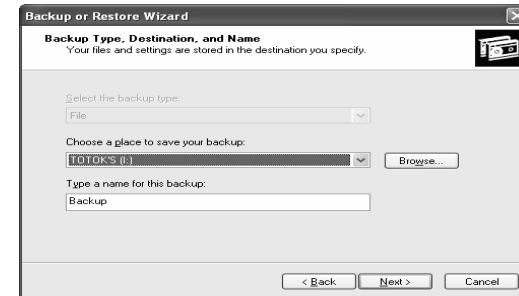 Backup or Restore Wizard
Backup Type, Destination, and Name
Your files and settings are stored in the destination you specify.
Select the backup type:
File
Choose a place to save your backup:
TOTOK'S (I:)
Browse...
Type a name for this backup:
Backup
< Back
Next >
Cancel